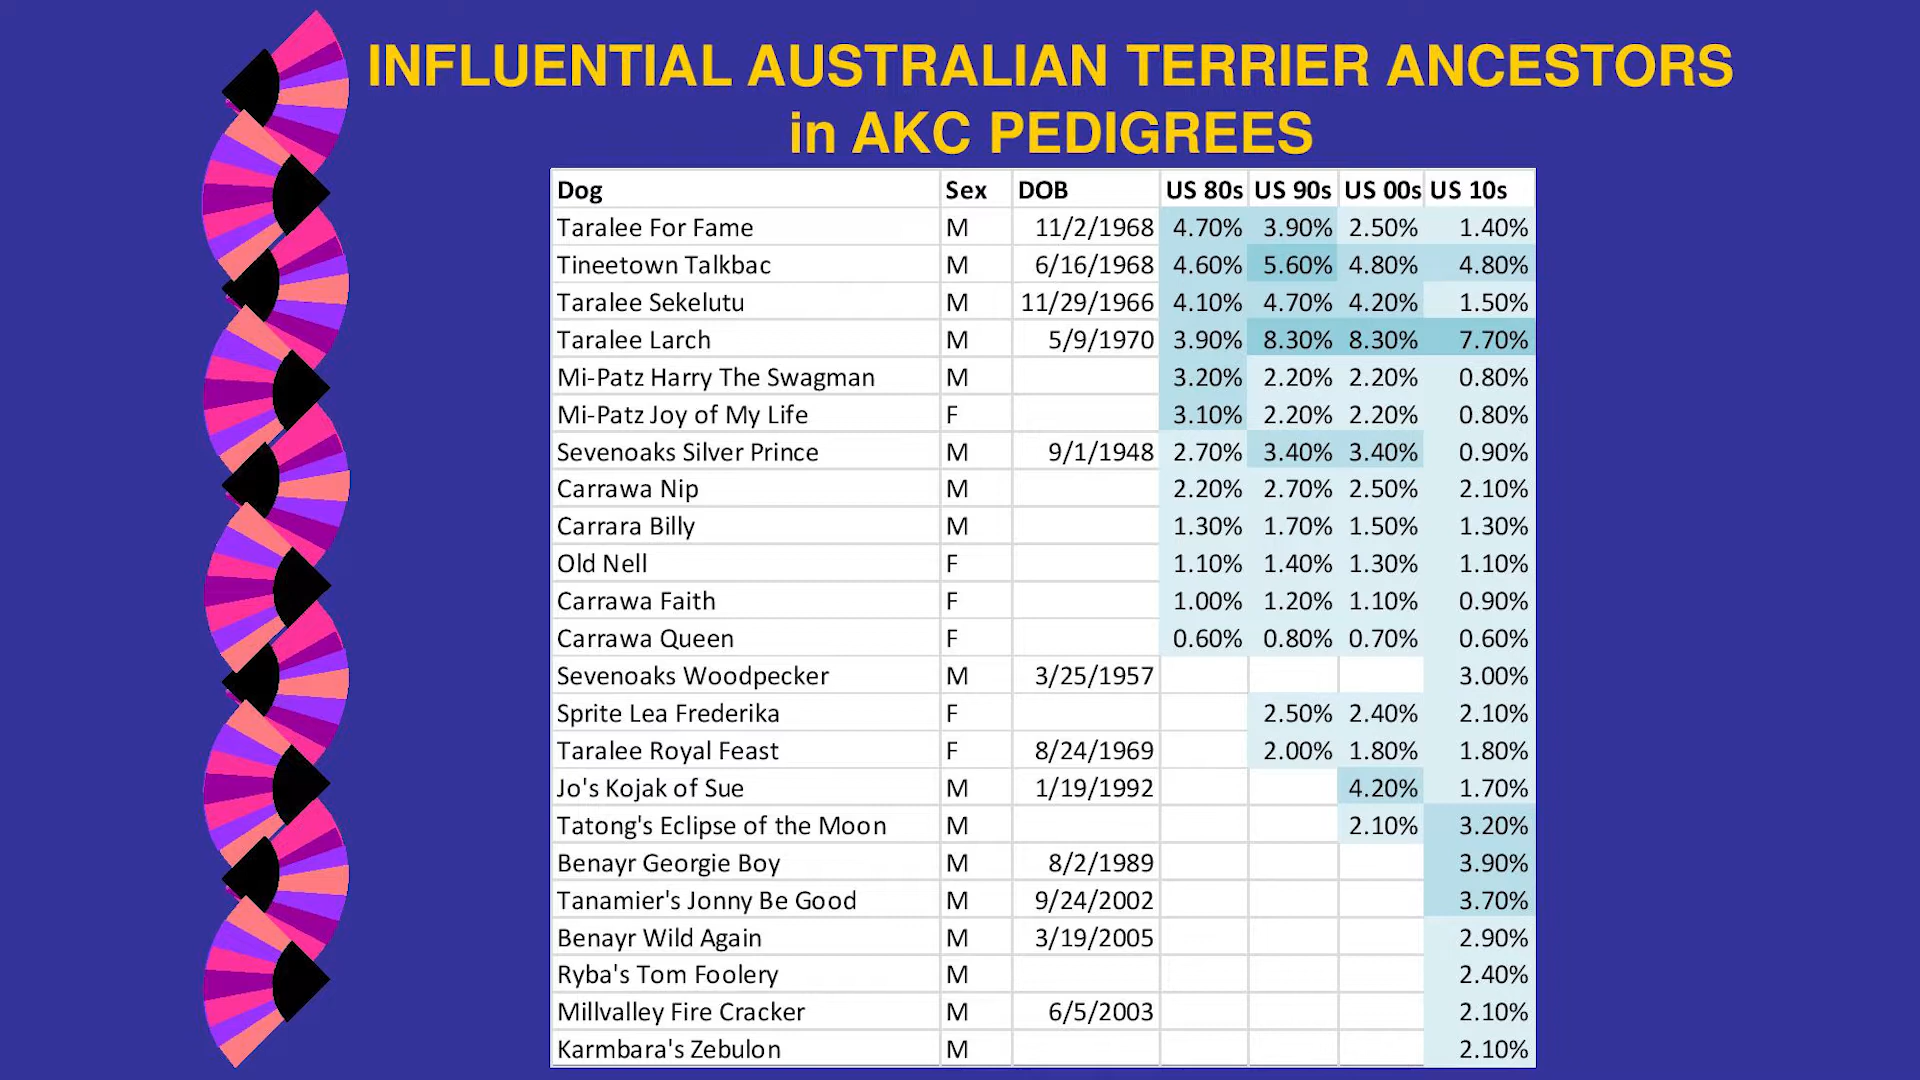 INFLUENTIAL AUSTRALIAN TERRIER ANCESTORS
in AKC PEDIGREES
Dog Sex DOB US 80s US 90s US 00s US 10s
Taralee For Fame M 11/2/1968 4.70% 3.90% 2.50% 1.40%
Tineetown Talkbac M 6/16/1968 4.60% 5.60% 4.80% 4.80%
Taralee Sekelutu M 11/29/1966 4.10% 4.70% 4.20% 1.50%
Taralee Larch M 5/9/1970 3.90% 8.30% 8.30% 7.70%
Mi-Patz Harry The Swagman M 3.20% 2.20% 2.20% 0.80%
Mi-Patz Joy of My Life F 3.10% 2.20% 2.20% 0.80%
Sevenoaks Silver Prince M 9/1/1948 2.70% 3.40% 3.40% 0.90%
Carrawa Nip M 2.20% 2.70% 2.50% 2.10%
Carrara Billy M 1.30% 1.70% 1.50% 1.30%
Old Nell F 1.10% 1.40% 1.30% 1.10%
Carrawa Faith F 1.00% 1.20% 1.10% 0.90%
Carrawa Queen F 0.60% 0.80% 0.70% 0.60%
Sevenoaks Woodpecker M 3/25/1957 3.00%
Sprite Lea Frederika F 2.50% 2.40% 2.10%
Taralee Royal Feast F 8/24/1969 2.00% 1.80% 1.80%
Jo's Kojak of Sue M 1/19/1992 4.20% 1.70%
Tatong's Eclipse of the Moon M 2.10% 3.20%
Benayr Georgie Boy M 8/2/1989 3.90%
Tanamier's Jonny Be Good M 9/24/2002 3.70%
Benayr Wild Again M 3/19/2005 2.90%
Ryba's Tom Foolery M 2.40%
Millvalley Fire Cracker M 6/5/2003 2.10%
Karmbara's Zebulon M 2.10%